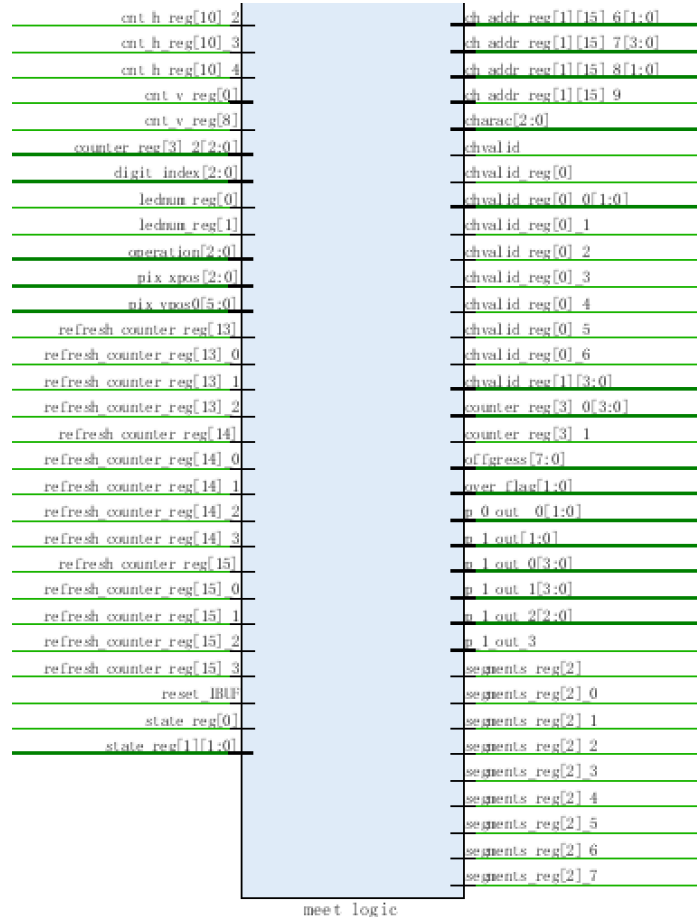 cnt_h_reg[10]_2
cnt_h_reg[10]_3
cnt_h_reg[10]_4
cnt_v_reg[0]
cnt_v_reg[8]
counter_reg[3]_2[2:0]
digit_index[2:0]
lednum_reg[0]
lednum_reg[1]
operation[2:0]
pix_xpos[2:0]
pix_ypos0[5:0]
refresh_counter_reg[13]
refresh_counter_reg[13]_0
refresh_counter_reg[13]_1
refresh_counter_reg[13]_2
refresh_counter_reg[14]
refresh_counter_reg[14]_0
refresh_counter_reg[14]_1
refresh_counter_reg[14]_2
refresh_counter_reg[14]_3
refresh_counter_reg[15]
refresh_counter_reg[15]_0
refresh_counter_reg[15]_1
refresh_counter_reg[15]_2
refresh_counter_reg[15]_3
reset_IBUF
state_reg[0]
state_reg[1][1:0]
ch_addr_reg[1][15]_6[1:0]
ch_addr_reg[1][15]_7[3:0]
ch_addr_reg[1][15]_8[1:0]
ch_addr_reg[1][15]_9
charac[2:0]
chvalid
chvalid_reg[0]
chvalid_reg[0]_0[1:0]
chvalid_reg[0]_1
chvalid_reg[0]_2
chvalid_reg[0]_3
chvalid_reg[0]_4
chvalid_reg[0]_5
chvalid_reg[0]_6
chvalid_reg[1][3:0]
counter_reg[3]_0[3:0]
counter_reg[3]_1
offgress[7:0]
over_flag[1:0]
p_0_out__0[1:0]
p_1_out[1:0]
p_1_out_0[3:0]
p_1_out_1[3:0]
p_1_out_2[2:0]
p_1_out_3
segments_reg[2]
segments_reg[2]_0
segments_reg[2]_1
segments_reg[2]_2
segments_reg[2]_3
segments_reg[2]_4
segments_reg[2]_5
segments_reg[2]_6
segments_reg[2]_7
meet_logic